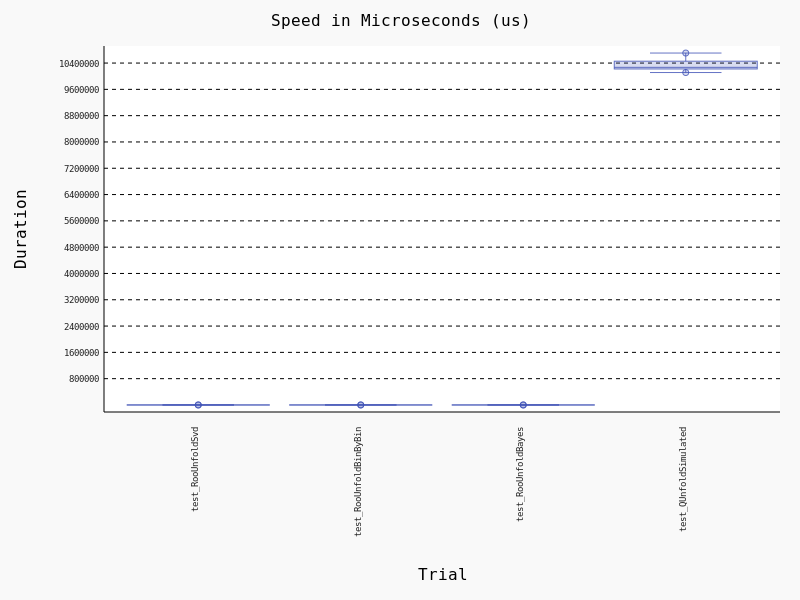 Speed in Microseconds (us)
Duration
10400000
9600000
8800000
8000000
7200000
6400000
5600000
4800000
4000000
3200000
2400000
1600000
800000
test_RooUnfoldSvd
test_RooUnfoldBinByBin
test_RooUnfoldBayes
test_QUnfoldSimulated
Trial